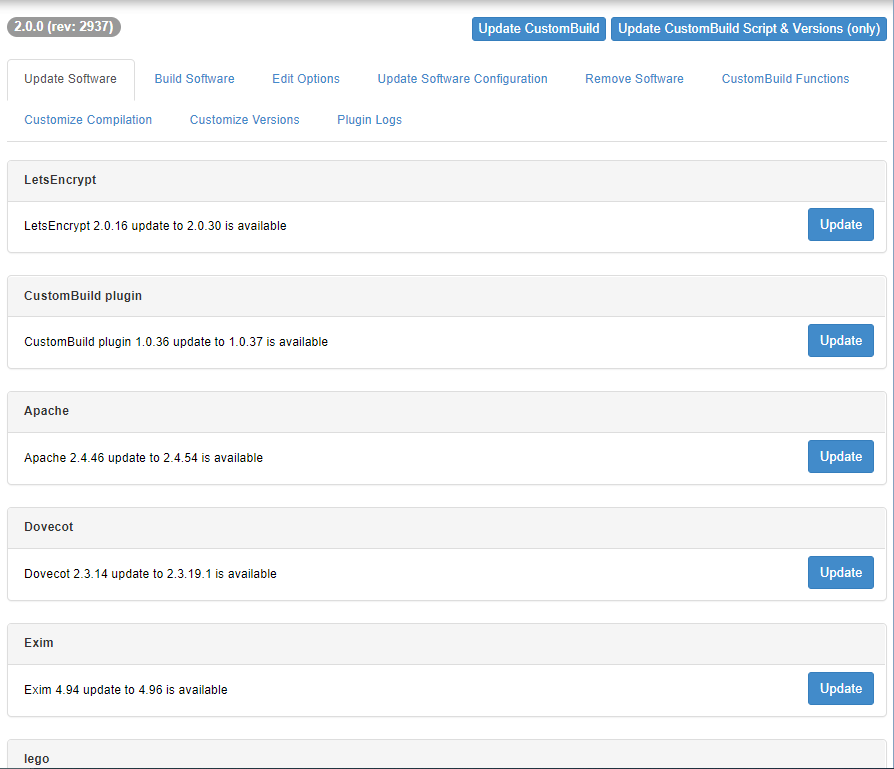 2.0.0 (rev: 2937)
Update CustomBuild Update CustomBuild Script & Versions (only)
Update Software Build Software Edit Options Update Software Configuration Remove Software CustomBuild Functions
Customize Compilation Customize Versions Plugin Logs
LetsEncrypt
LetsEncrypt 2.0.16 update to 2.0.30 is available Update
CustomBuild plugin
CustomBuild plugin 1.0.36 update to 1.0.37 is available Update
Apache
Apache 2.4.46 update to 2.4.54 is available Update
Dovecot
Dovecot 2.3.14 update to 2.3.19.1 is available Update
Exim
Exim 4.94 update to 4.96 is available Update
lego